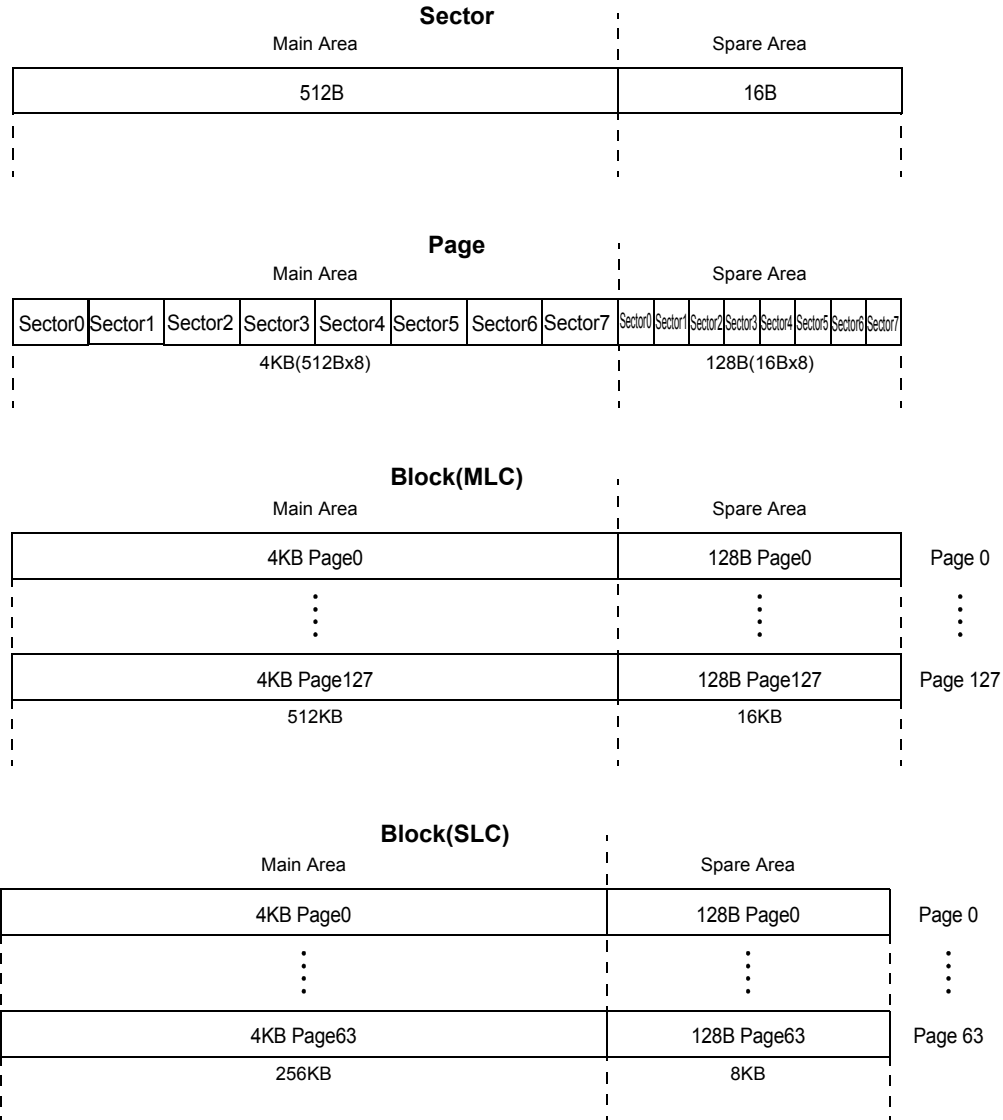 Sector
Main Area Spare Area
512B 16B
Page
Main Area Spare Area
Sector0 Sector1 Sector2 Sector3 Sector4 Sector5 Sector6 Sector7 Sector0 Sector1 Sector2 Sector3 Sector4 Sector5 Sector6 Sector7
4KB(512Bx8) 128B(16Bx8)
Block(MLC)
Main Area Spare Area
4KB Page0 128B Page0 Page 0
4KB Page127 128B Page127 Page 127
512KB 16KB
Block(SLC)
Main Area Spare Area
4KB Page0 128B Page0 Page 0
4KB Page63 128B Page63 Page 63
256KB 8KB